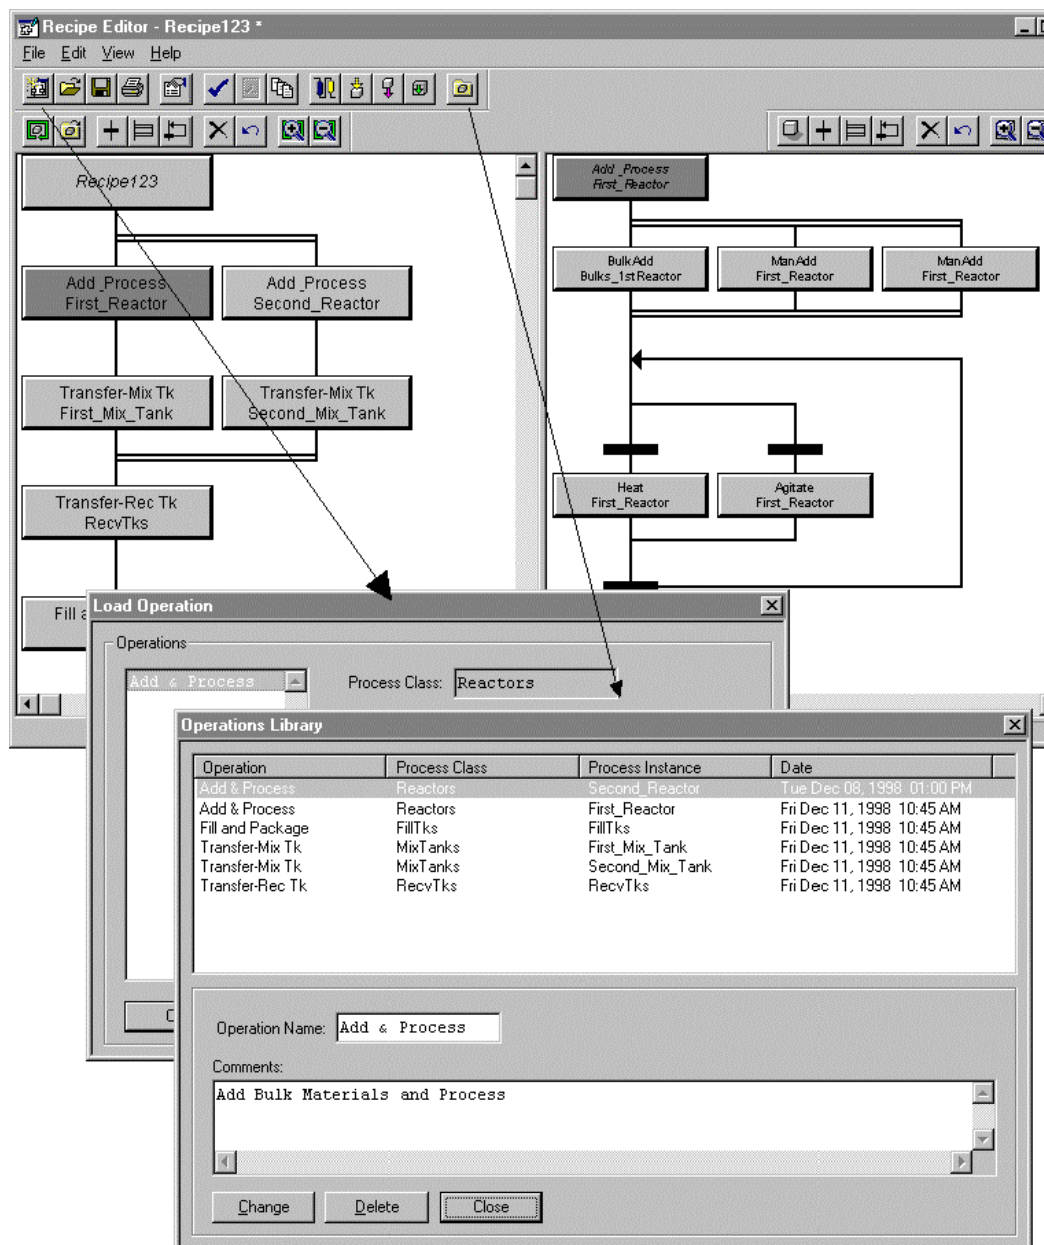 Recipe Editor - Recipe123 *
File Edit View Help
Recipe123
Add_Process
First_Reactor
Add_Process
Second_Reactor
Transfer-Mix Tk
First_Mix_Tank
Transfer-Mix Tk
Second_Mix_Tank
Transfer-Rec Tk
RecvTks
Fill
Add_Process
First_Reactor
BulkAdd
Bulks_1stReactor
ManAdd
First_Reactor
ManAdd
First_Reactor
Heat
First_Reactor
Agitate
First_Reactor
Load Operation
Operations
Add & Process
Process Class: Reactors
Operations Library
Operation Process Class Process Instance Date
Add & Process Reactors Second_Reactor Tue Dec 08, 1998 01:00 PM
Add & Process Reactors First_Reactor Fri Dec 11, 1998 10:45 AM
Fill and Package FillTks FillTks Fri Dec 11, 1998 10:45 AM
Transfer-Mix Tk MixTanks First_Mix_Tank Fri Dec 11, 1998 10:45 AM
Transfer-Mix Tk MixTanks Second_Mix_Tank Fri Dec 11, 1998 10:45 AM
Transfer-Rec Tk RecvTks RecvTks Fri Dec 11, 1998 10:45 AM
Operation Name: Add & Process
Comments:
Add Bulk Materials and Process
Change Delete Close